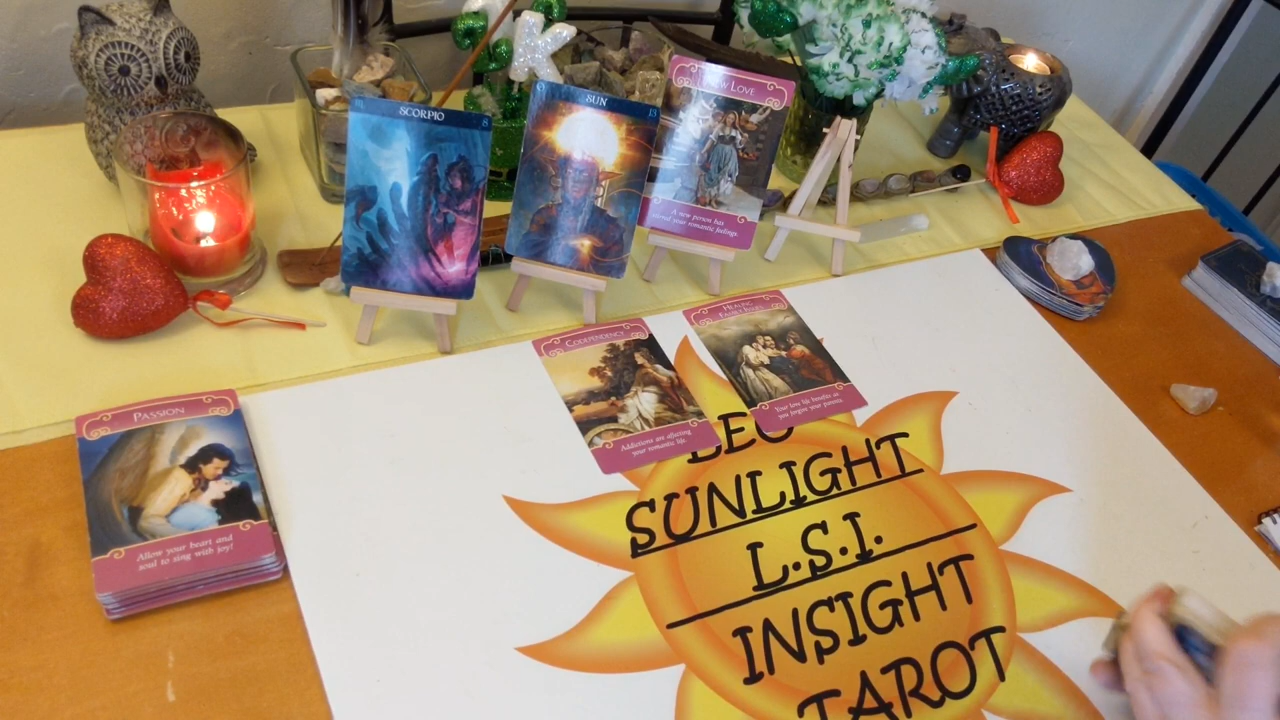 K
SCORPIO
8
SUN
13
NEW LOVE
A new person has
stirred your romantic feelings.
CODEPENDENCY
Addictions are affecting
your romantic life.
HEALING
FAMILY ISSUES
Your love life benefits as
you forgive your parents.
PASSION
Allow your heart and
soul to sing with joy!
LEO
SUNLIGHT
L.S.I.
INSIGHT
TAROT